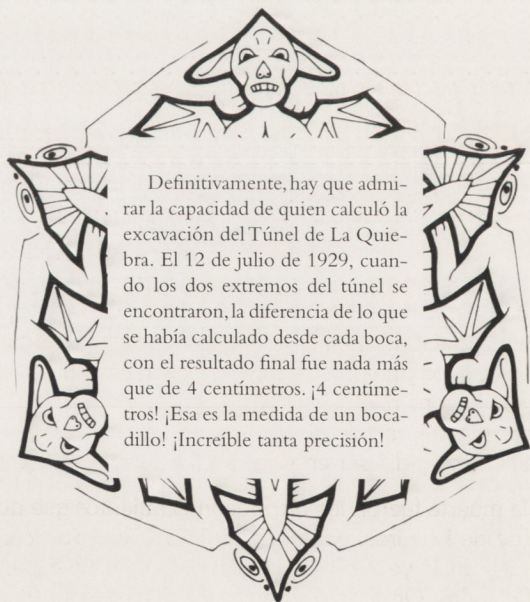 Definitivamente, hay que admi-
rar la capacidad de quien calculó la
excavación del Túnel de La Quie-
bra. El 12 de julio de 1929, cuan-
do los dos extremos del túnel se
encontraron, la diferencia de lo que
se había calculado desde cada boca,
con el resultado final fue nada más
que de 4 centímetros. ¡4 centíme-
tros! ¡Esa es la medida de un boca-
dillo! ¡Increíble tanta precisión!